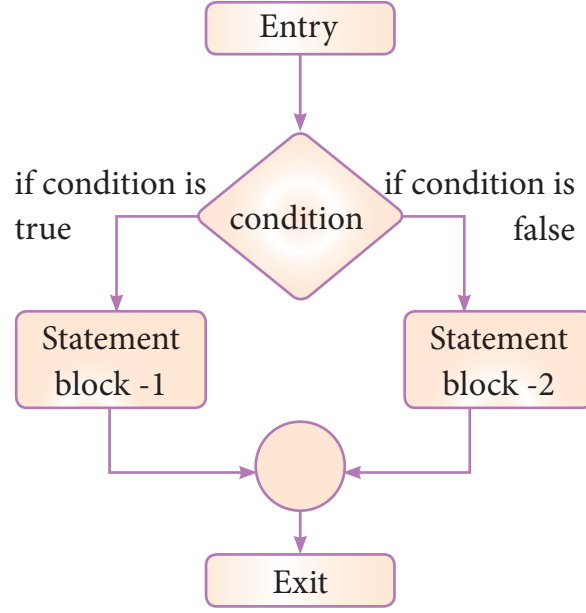 Entry
if condition is
true
condition
if condition is
false
Statement
block -1
Statement
block -2
Exit